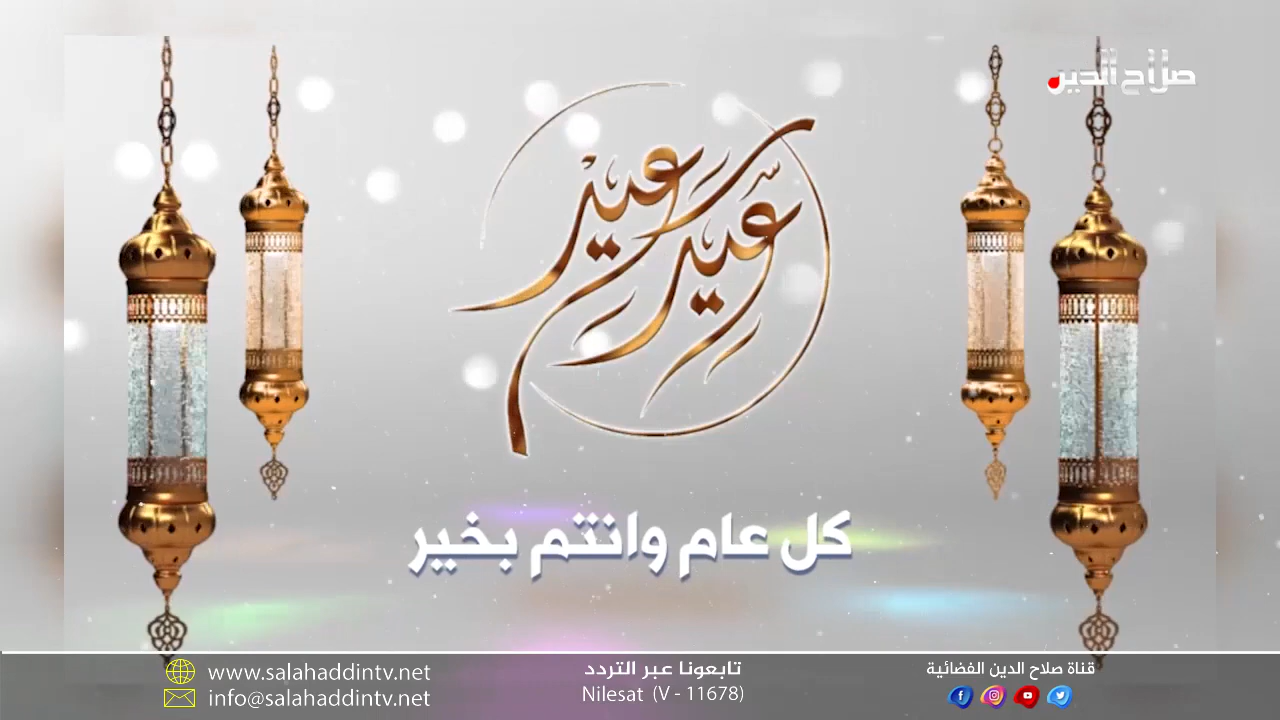 صلاح الدين
عيد سعيد
كل عام وانتم بخير
قناة صلاح الدين الفضائية
تابعونا عبر التردد
Nilesat (V - 11678)
www.salahaddintv.net
info@salahaddintv.net